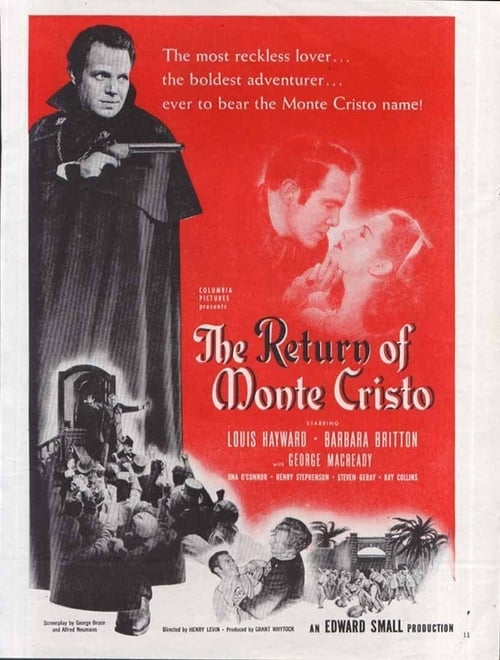 The most reckless lover...
the boldest adventurer...
ever to bear the Monte Cristo name!
COLUMBIA
PICTURES
presents
The Return of
Monte Cristo
STARRING
LOUIS HAYWARD · BARBARA BRITTON
with GEORGE MACREADY
UNA O'CONNOR · HENRY STEPHENSON · STEVEN GERAY · RAY COLLINS
Screenplay by George Bruce
and Alfred Neumann
Directed by HENRY LEVIN · Produced by GRANT WHYTOCK
AN EDWARD SMALL PRODUCTION
11